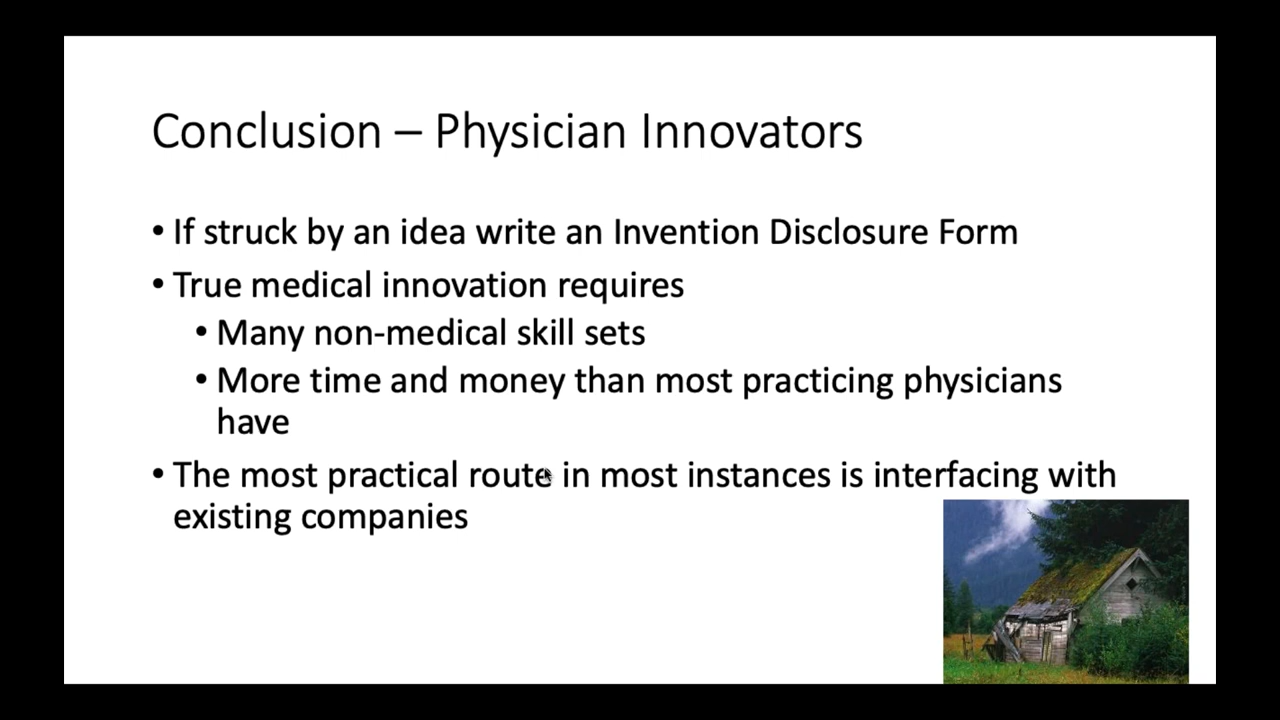 Conclusion – Physician Innovators
• If struck by an idea write an Invention Disclosure Form
• True medical innovation requires
• Many non-medical skill sets
• More time and money than most practicing physicians
have
• The most practical route in most instances is interfacing with
existing companies